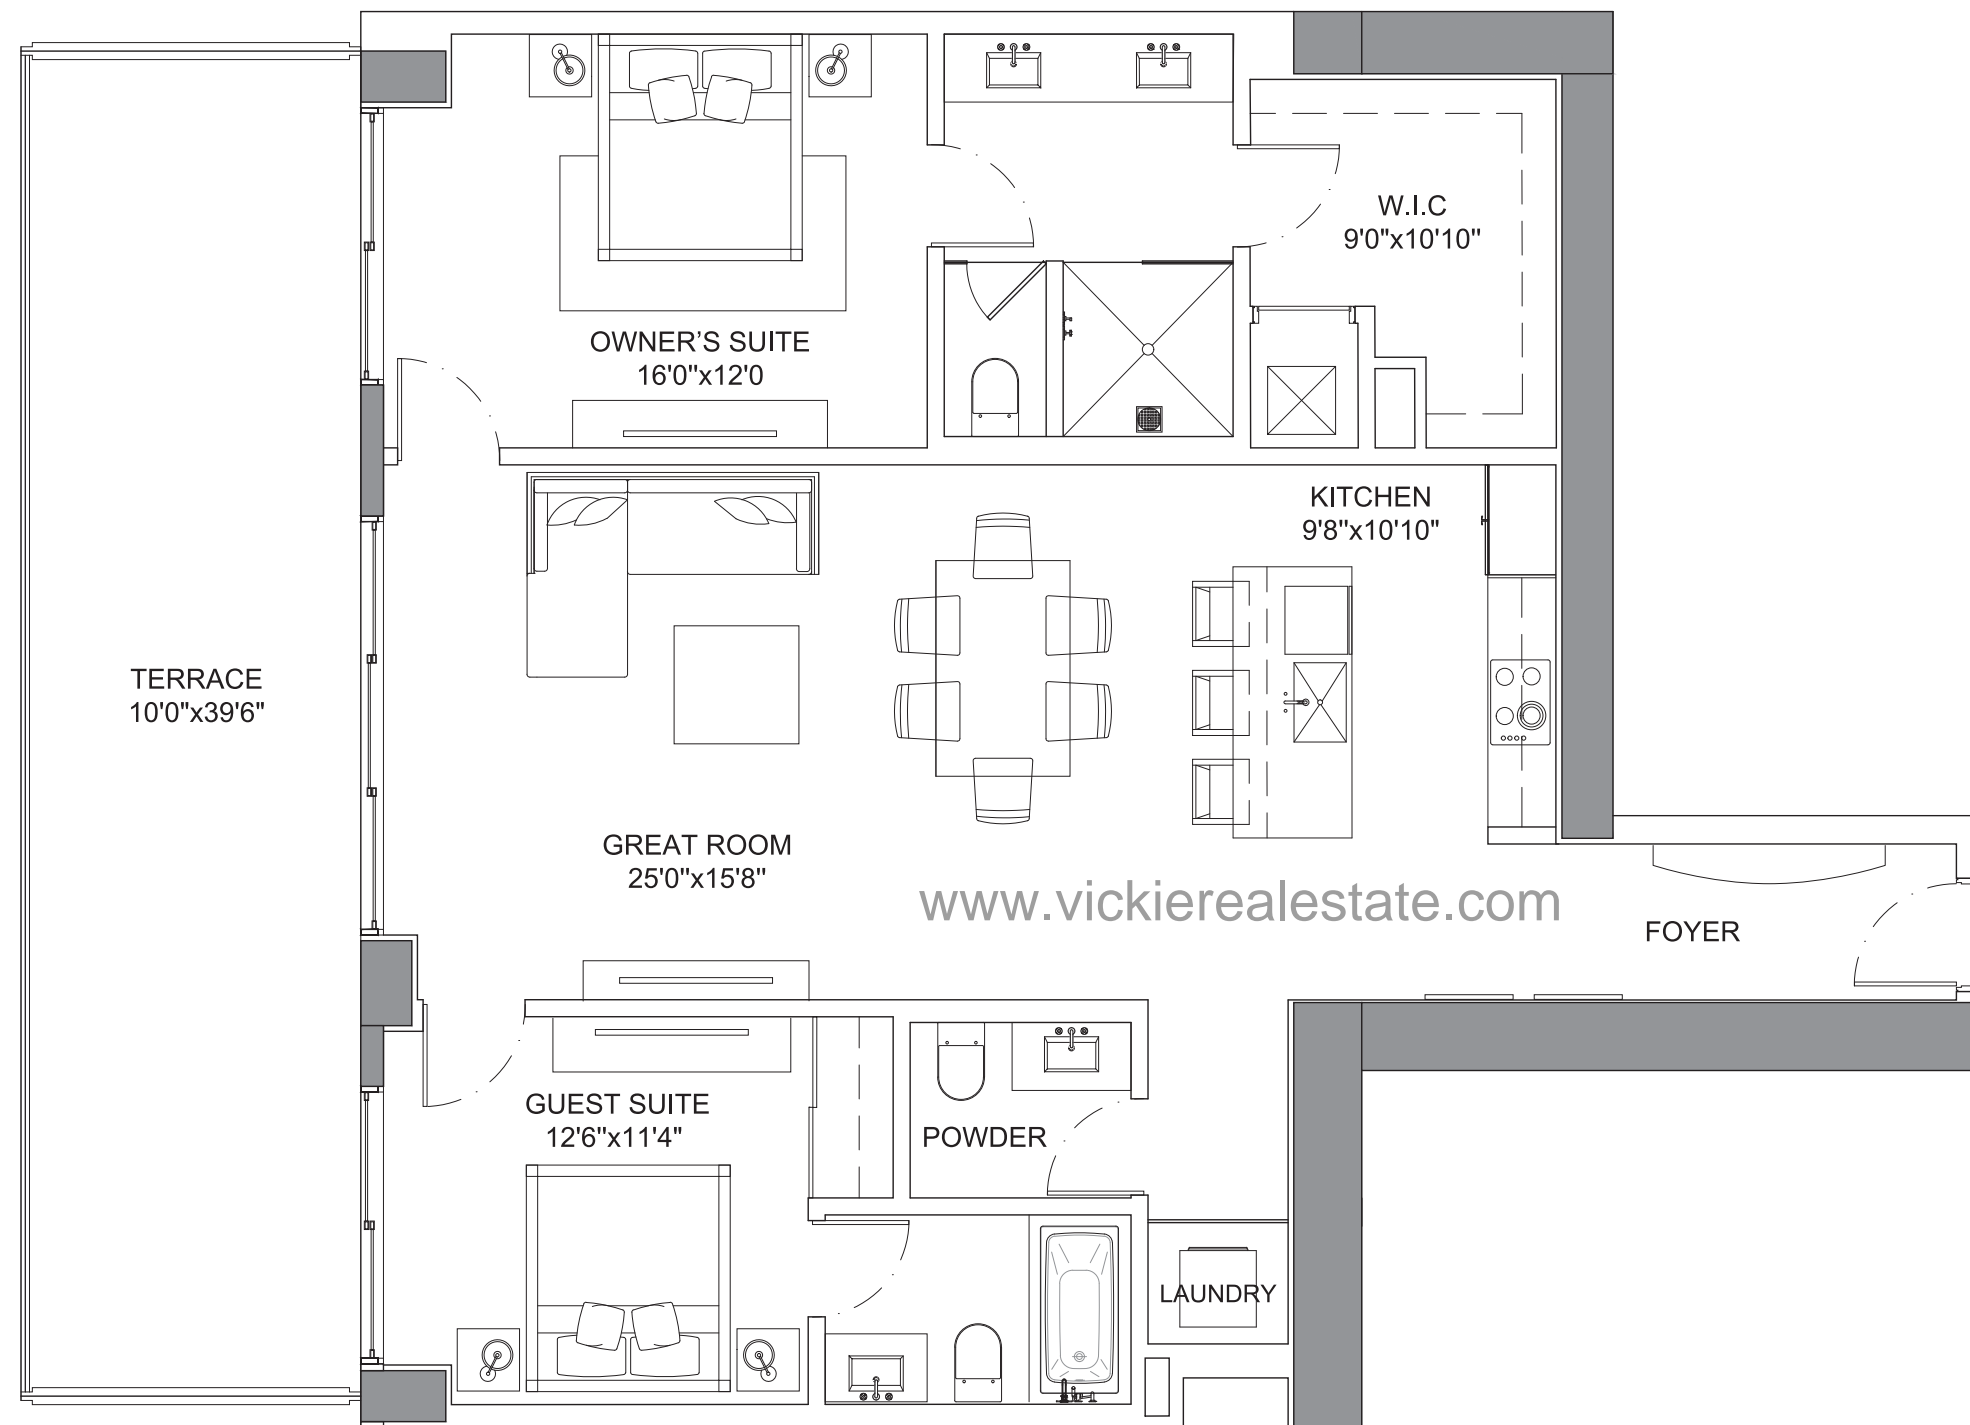 W.I.C
9'0"x10'10"
OWNER'S SUITE
16'0"x12'0
KITCHEN
9'8"x10'10"
TERRACE
10'0"x39'6"
GREAT ROOM
25'0"x15'8"
www.vickierealestate.com
FOYER
GUEST SUITE
12'6"x11'4"
POWDER
LAUNDRY